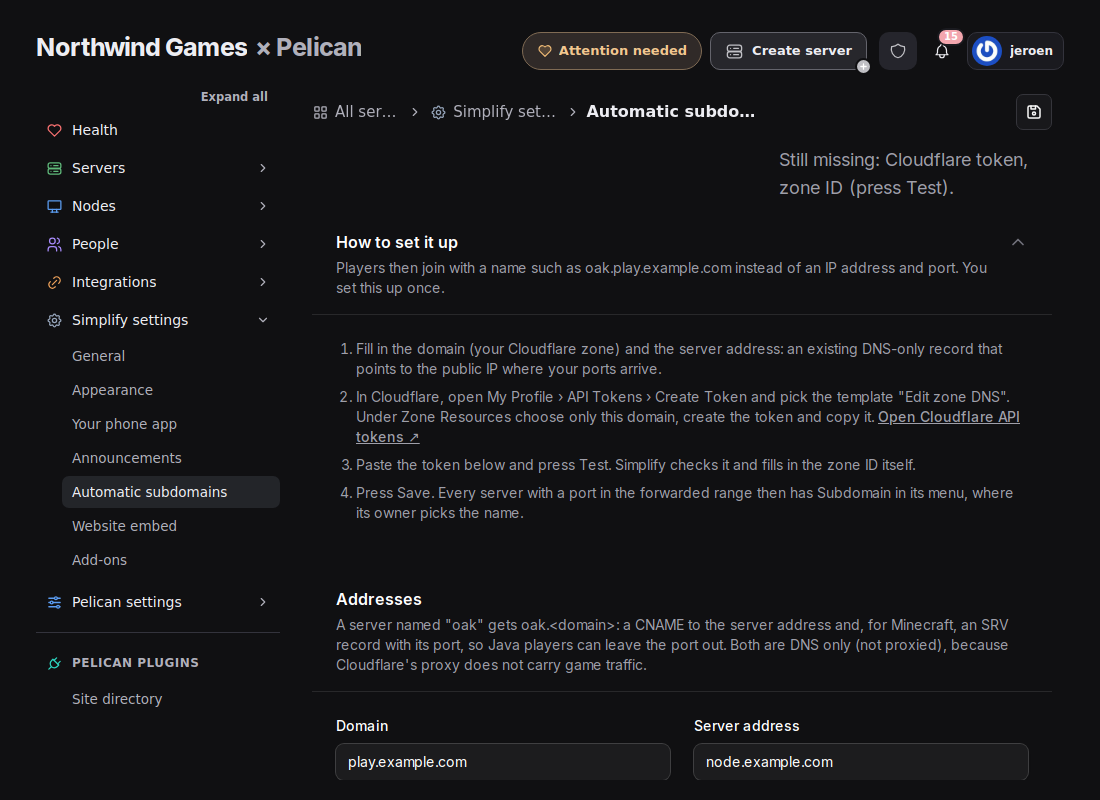 Northwind Games × Pelican
Attention needed
Create server
15
jeroen
Expand all
Health
Servers
Nodes
People
Integrations
Simplify settings
General
Appearance
Your phone app
Announcements
Automatic subdomains
Website embed
Add-ons
Pelican settings
PELICAN PLUGINS
Site directory
All ser... › Simplify set... › Automatic subdo...
Still missing: Cloudflare token,
zone ID (press Test).
How to set it up
Players then join with a name such as oak.play.example.com instead of an IP address and port. You
set this up once.
1. Fill in the domain (your Cloudflare zone) and the server address: an existing DNS-only record that
points to the public IP where your ports arrive.
2. In Cloudflare, open My Profile › API Tokens › Create Token and pick the template "Edit zone DNS".
Under Zone Resources choose only this domain, create the token and copy it. Open Cloudflare API
tokens ↗
3. Paste the token below and press Test. Simplify checks it and fills in the zone ID itself.
4. Press Save. Every server with a port in the forwarded range then has Subdomain in its menu, where
its owner picks the name.
Addresses
A server named "oak" gets oak.<domain>: a CNAME to the server address and, for Minecraft, an SRV
record with its port, so Java players can leave the port out. Both are DNS only (not proxied), because
Cloudflare's proxy does not carry game traffic.
Domain
Server address
play.example.com
node.example.com